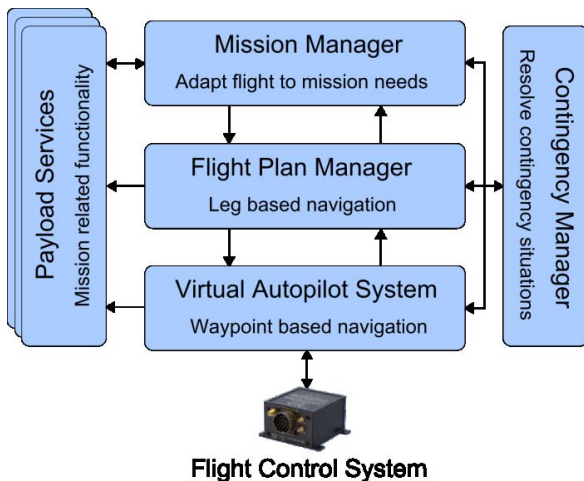 Payload Services
Mission related functionality
Mission Manager
Adapt flight to mission needs
Flight Plan Manager
Leg based navigation
Virtual Autopilot System
Waypoint based navigation
Contingency Manager
Resolve contingency situations
Flight Control System